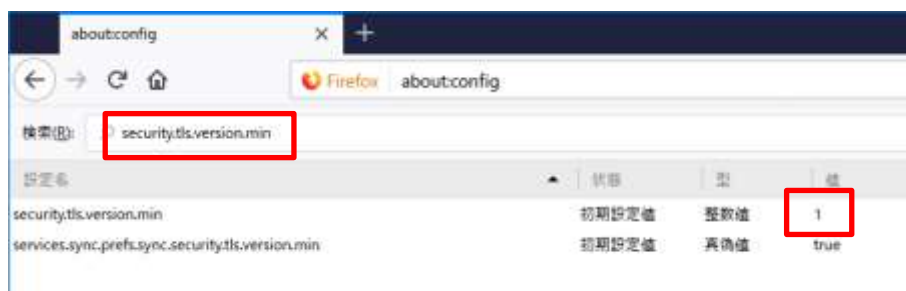 about:config
Firefox about:config
検索(R): security.tls.version.min
設定名 状態 型 値
security.tls.version.min 初期設定値 整数値 1
services.sync.prefs.sync.security.tls.version.min 初期設定値 真偽値 true